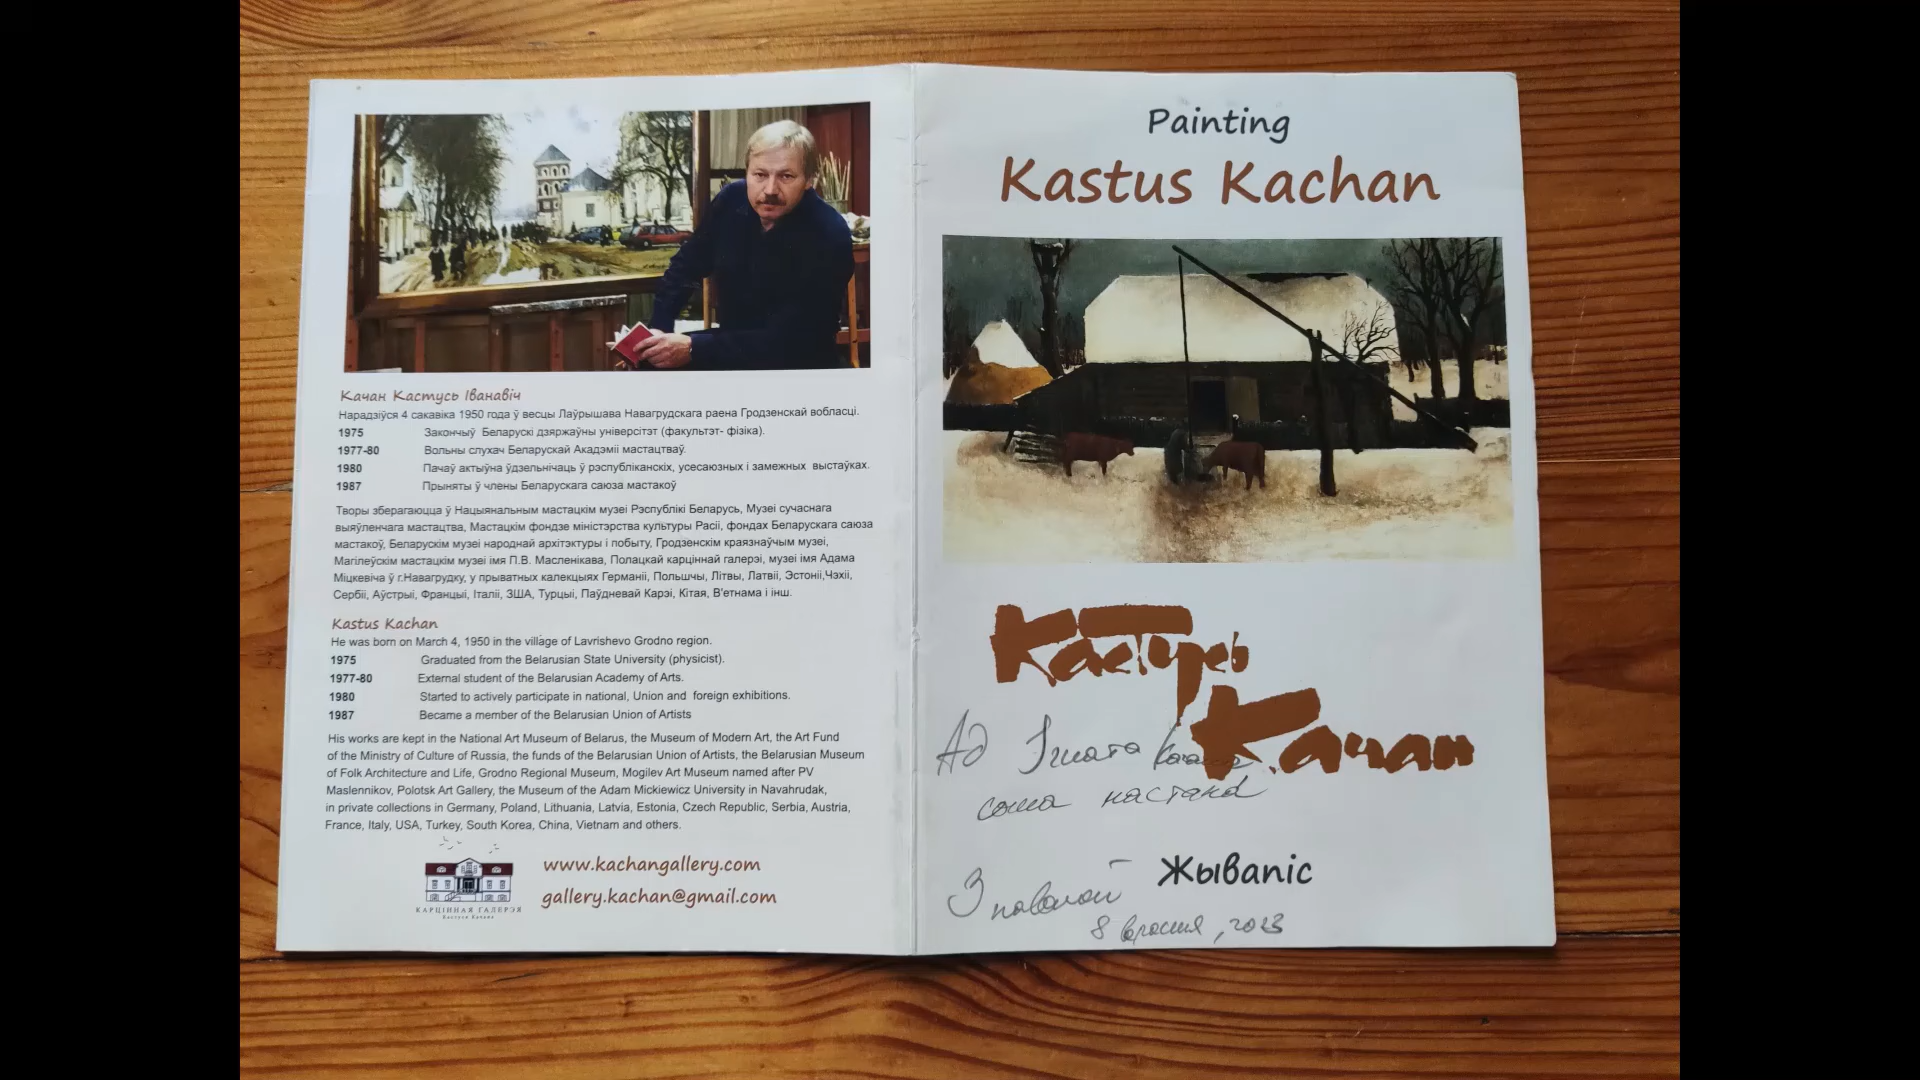 Качан Кастусь Іванавіч
Нарадзіўся 4 сакавіка 1950 года ў весцы Лаўрышава Навагрудскага раена Гродзенскай вобласці.
1975 Закончыў Беларускі дзяржаўны універсітэт (факультэт- фізіка).
1977-80 Вольны слухач Беларускай Акадэміі мастацтваў.
1980 Пачаў актыўна ўдзельнічаць ў рэспубліканскіх, усесаюзных і замежных выстаўках.
1987 Прыняты ў члены Беларускага саюза мастакоў
Творы зберагаюцца ў Нацыянальным мастацкім музеі Рэспублікі Беларусь, Музеі сучаснага
выяўленчага мастацтва, Мастацкім фондзе міністэрства культуры Расіі, фондах Беларускага саюза
мастакоў, Беларускім музеі народнай архітэктуры і побыту, Гродзенскім краязнаўчым музеі,
Магілеўскім мастацкім музеі імя П.В. Масленікава, Полацкай карціннай галерэі, музеі імя Адама
Міцкевіча ў г.Навагрудку, у прыватных калекцыях Германіі, Польшчы, Літвы, Латвіі, Эстоніі,Чэхіі,
Сербіі, Аўстрыі, Францыі, Італіі, ЗША, Турцыі, Паўдневай Карэі, Кітая, В'етнама і інш.
Kastus Kachan
He was born on March 4, 1950 in the village of Lavrishevo Grodno region.
1975 Graduated from the Belarusian State University (physicist).
1977-80 External student of the Belarusian Academy of Arts.
1980 Started to actively participate in national, Union and foreign exhibitions.
1987 Became a member of the Belarusian Union of Artists
His works are kept in the National Art Museum of Belarus, the Museum of Modern Art, the Art Fund
of the Ministry of Culture of Russia, the funds of the Belarusian Union of Artists, the Belarusian Museum
of Folk Architecture and Life, Grodno Regional Museum, Mogilev Art Museum named after PV
Maslennikov, Polotsk Art Gallery, the Museum of the Adam Mickiewicz University in Navahrudak,
in private collections in Germany, Poland, Lithuania, Latvia, Estonia, Czech Republic, Serbia, Austria,
France, Italy, USA, Turkey, South Korea, China, Vietnam and others.
КАРЦІННАЯ ГАЛЕРЭЯ
Кастуся Качана
www.kachangallery.com
gallery.kachan@gmail.com
Painting
Kastus Kachan
Кастусь
Качан
Ад Ігната
сына мастака
Жывапіс
З павагай
8 верасня, 2023